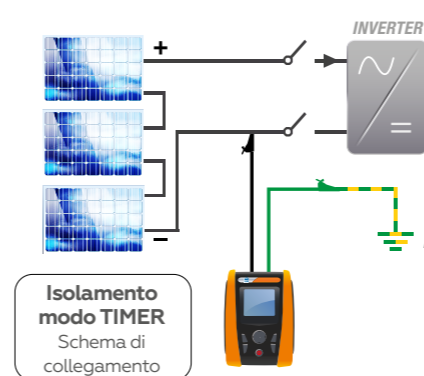 INVERTER
+
−
Isolamento
modo TIMER
Schema di
collegamento